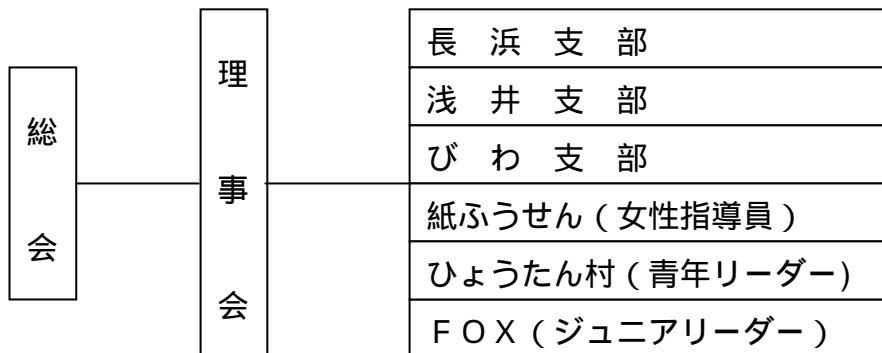 総会
理事会
長 浜 支 部
浅 井 支 部
び わ 支 部
紙ふうせん（女性指導員）
ひょうたん村（青年リーダー)
ＦＯＸ（ジュニアリーダー）